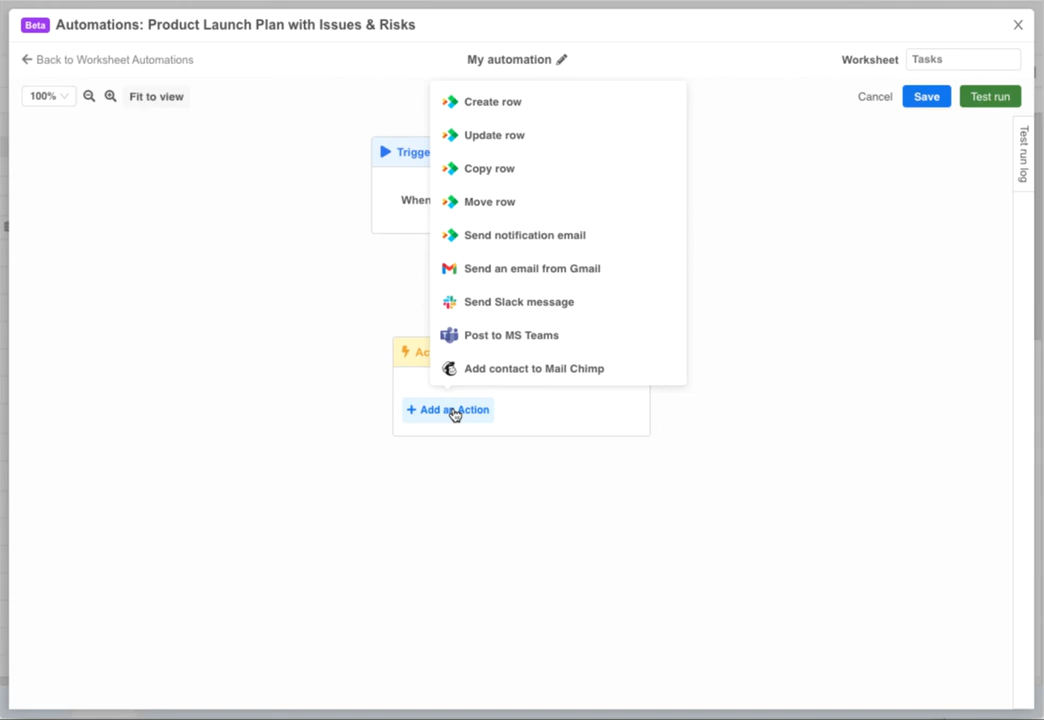 Beta Automations: Product Launch Plan with Issues & Risks
Back to Worksheet Automations
My automation
Worksheet Tasks
100%
Fit to view
Cancel
Save
Test run
Test run log
Trigge
When
Create row
Update row
Copy row
Move row
Send notification email
Send an email from Gmail
Send Slack message
Post to MS Teams
Add contact to Mail Chimp
Ac
+ Add an Action